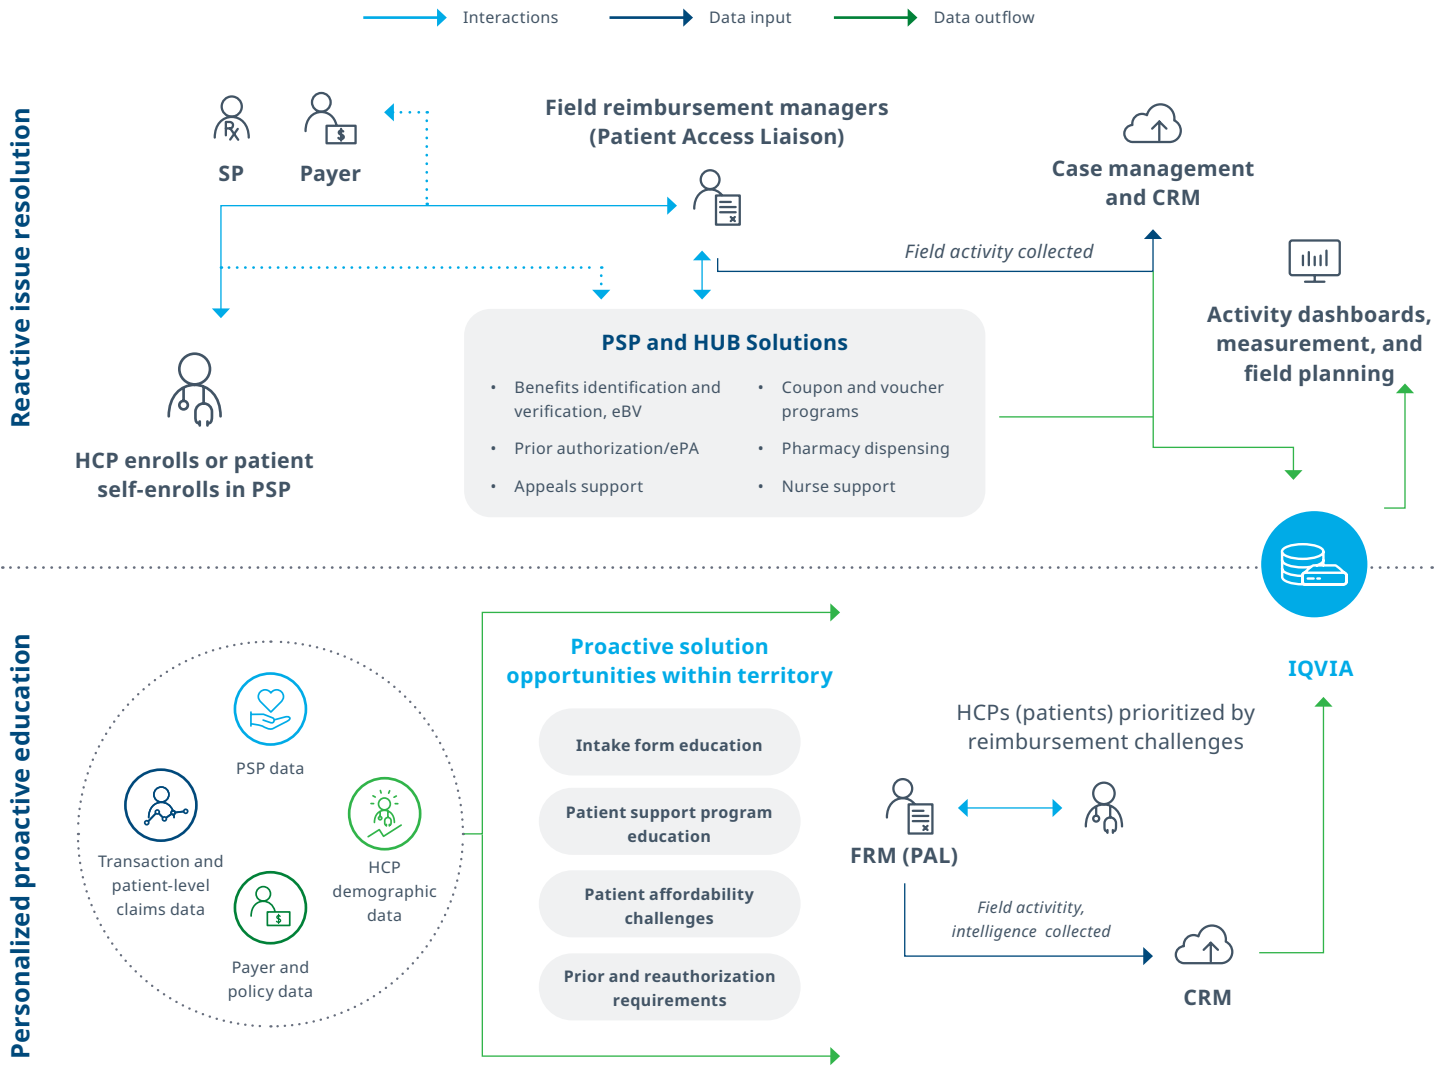 Interactions
Data input
Data outflow
Reactive issue resolution
SP
Payer
Field reimbursement managers
(Patient Access Liaison)
Case management
and CRM
Field activity collected
Activity dashboards,
measurement, and
field planning
HCP enrolls or patient
self-enrolls in PSP
PSP and HUB Solutions
• Benefits identification and
verification, eBV
• Prior authorization/ePA
• Appeals support
• Coupon and voucher
programs
• Pharmacy dispensing
• Nurse support
IQVIA
Personalized proactive education
PSP data
Transaction and
patient-level
claims data
HCP
demographic
data
Payer and
policy data
Proactive solution
opportunities within territory
Intake form education
Patient support program
education
Patient affordability
challenges
Prior and reauthorization
requirements
HCPs (patients) prioritized by
reimbursement challenges
FRM (PAL)
Field activitity,
intelligence collected
CRM